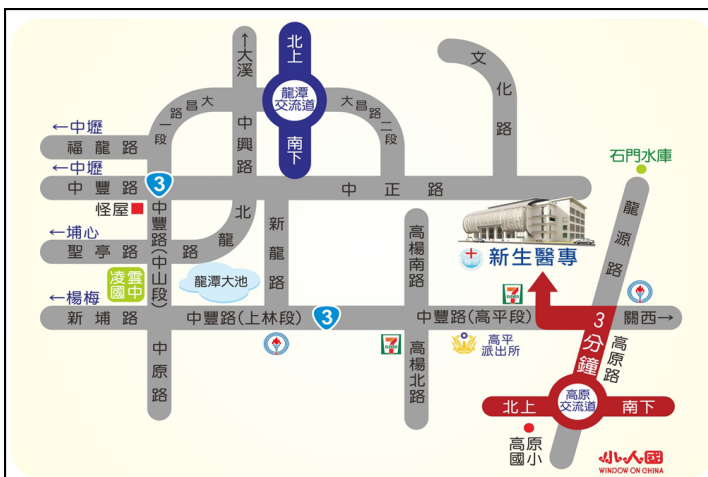 北上
龍潭
交流道
南下
←大溪
中興路
大昌路一段
大昌路二段
文化路
←中壢
福龍路
←中壢
中豐路
3
中正路
石門水庫
怪屋
中豐路(中山段)
北龍路
新龍路
高楊南路
新生醫專
龍源路
←埔心
聖亭路
凌雲
國中
龍潭大池
←楊梅
新埔路
中豐路(上林段)
3
中豐路(高平段)
7
ELEVEN
關西→
7
ELEVEN
高平
派出所
3分鐘
高原路
中原路
高楊北路
北上
高原
交流道
南下
高原
國小
小人國
WINDOW ON CHINA